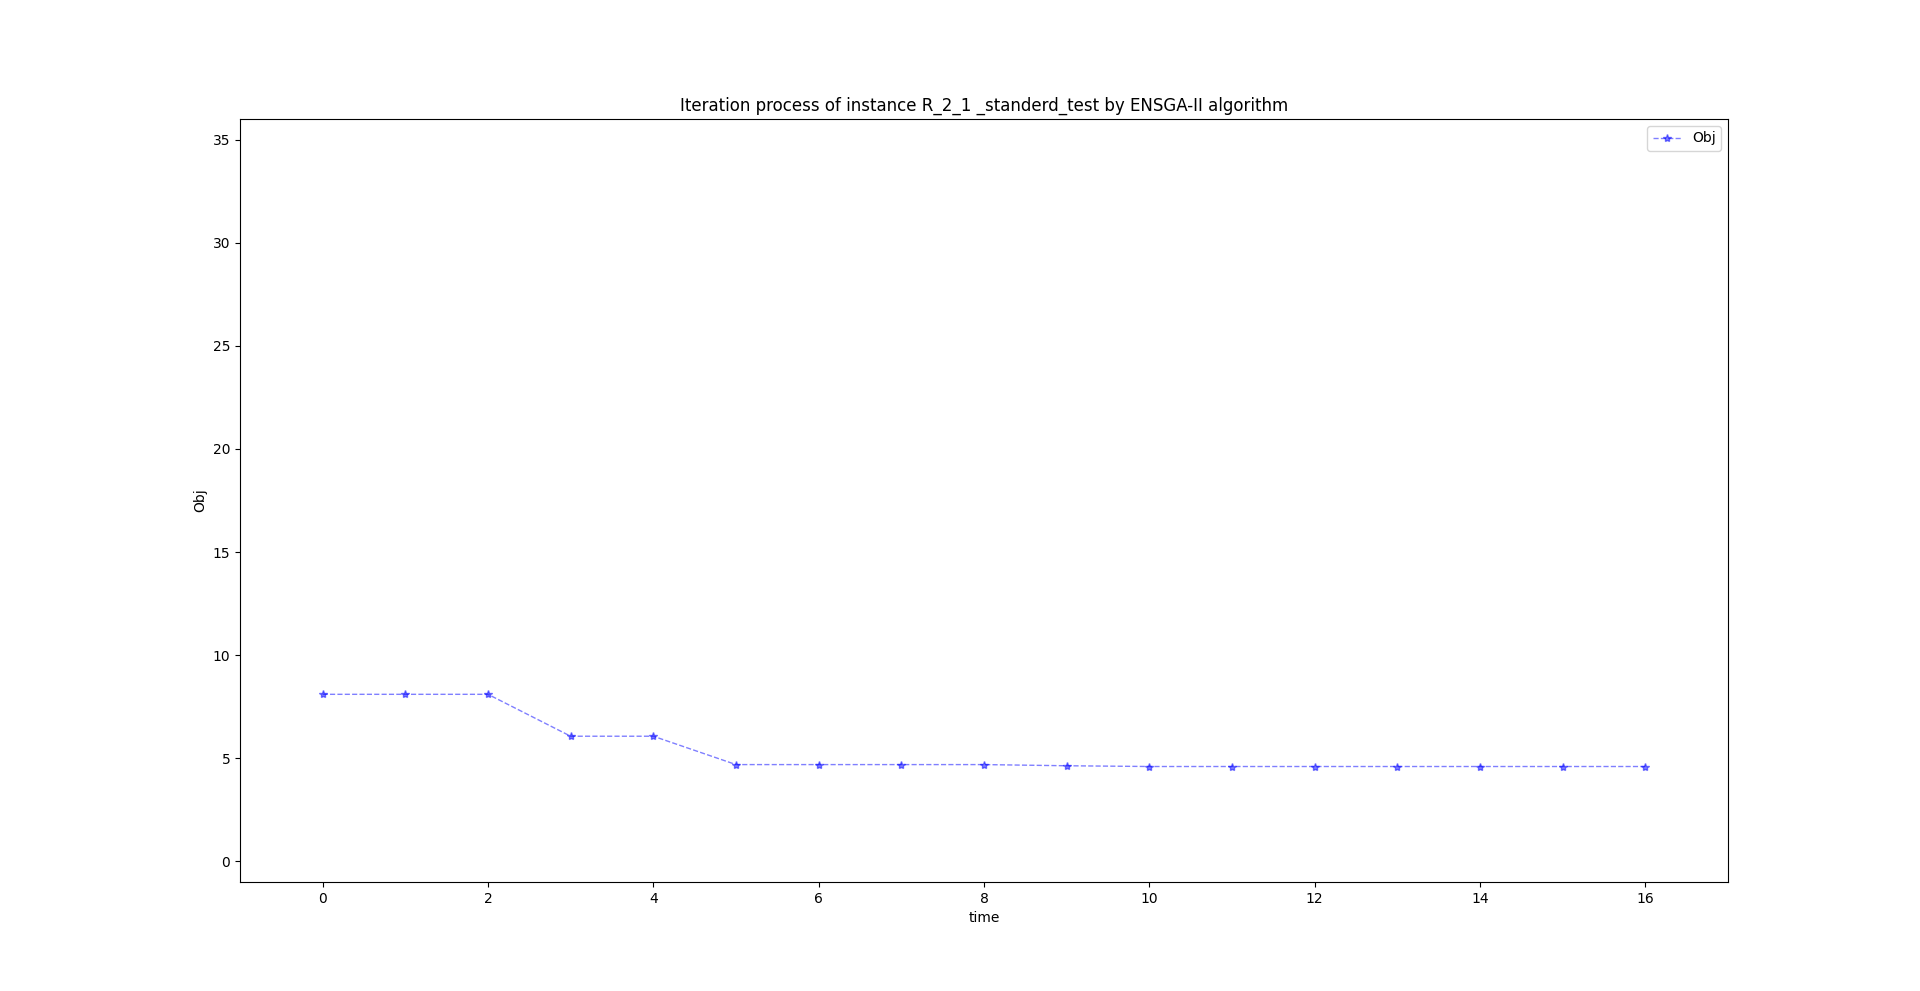 Iteration process of instance R_2_1 _standerd_test by ENSGA-II algorithm
Obj
35
30
25
20
15
10
5
0
Obj
0 2 4 6 8 10 12 14 16
time